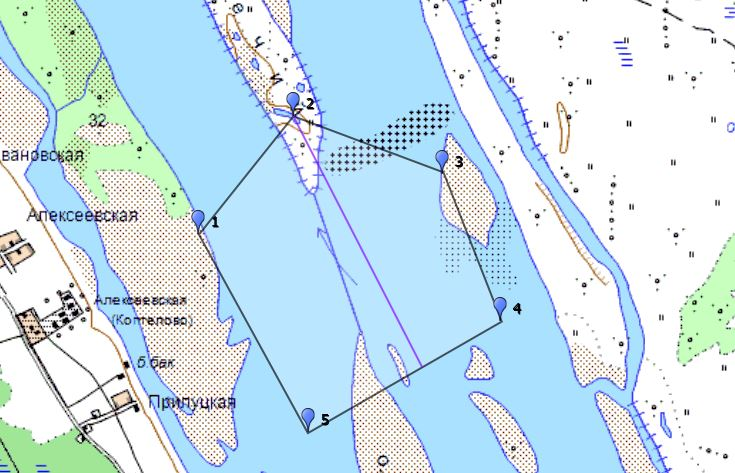 е
ч
и
2
32
вановская
3
Алексеевская
1
Алексеевская
(Коптелово)
4
б.бак
Прилуцкая
5
о